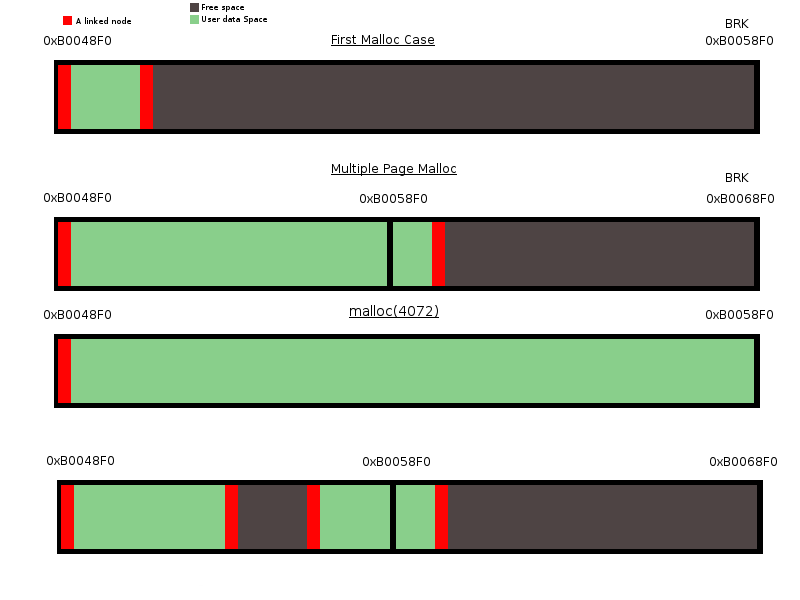 Free space
A linked node
User data Space
BRK
0xB0048F0
First Malloc Case
0xB0058F0
Multiple Page Malloc
BRK
0xB0048F0
0xB0058F0
0xB0068F0
0xB0048F0
malloc(4072)
0xB0058F0
0xB0048F0
0xB0058F0
0xB0068F0